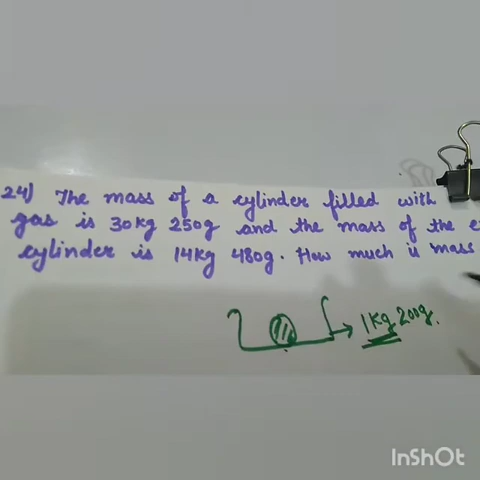 24) The mass of a cylinder filled with
gas is 30kg 250g and the mass of the
cylinder is 14kg 480g. How much is mass
1kg 200g.
InShOt